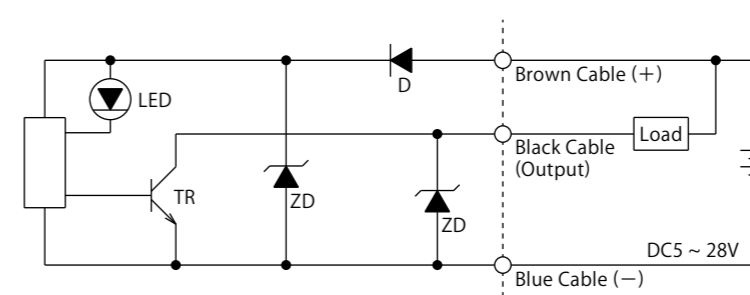 D
Brown Cable (+)
LED
Load
Black Cable
(Output)
TR
ZD
ZD
DC5 ~ 28V
Blue Cable (−)